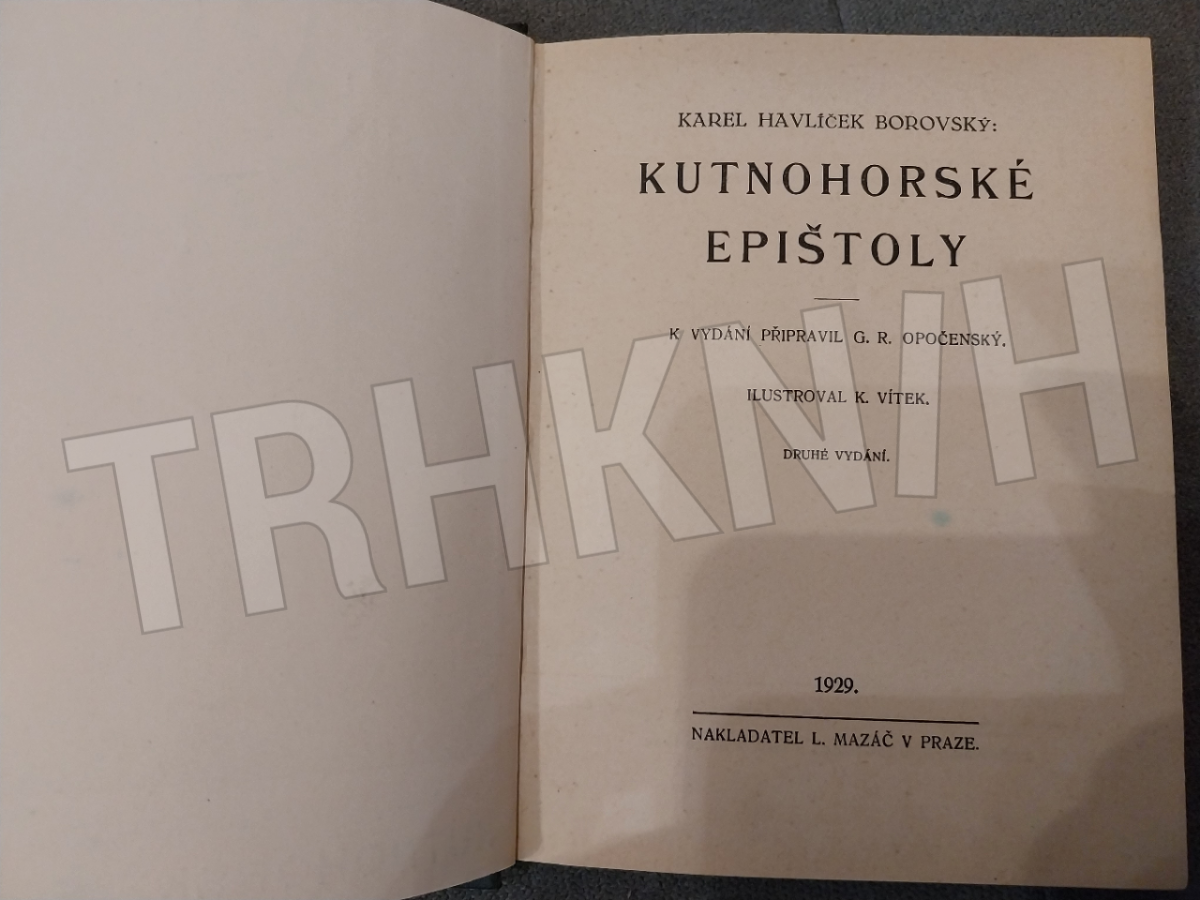 KAREL HAVLÍČEK BOROVSKÝ:
KUTNOHORSKÉ
EPIŠTOLY
K VYDÁNÍ PŘIPRAVIL G. R. OPOČENSKÝ.
ILUSTROVAL K. VÍTEK.
DRUHÉ VYDÁNÍ.
TRHKNIH
1929.
NAKLADATEL L. MAZÁČ V PRAZE.